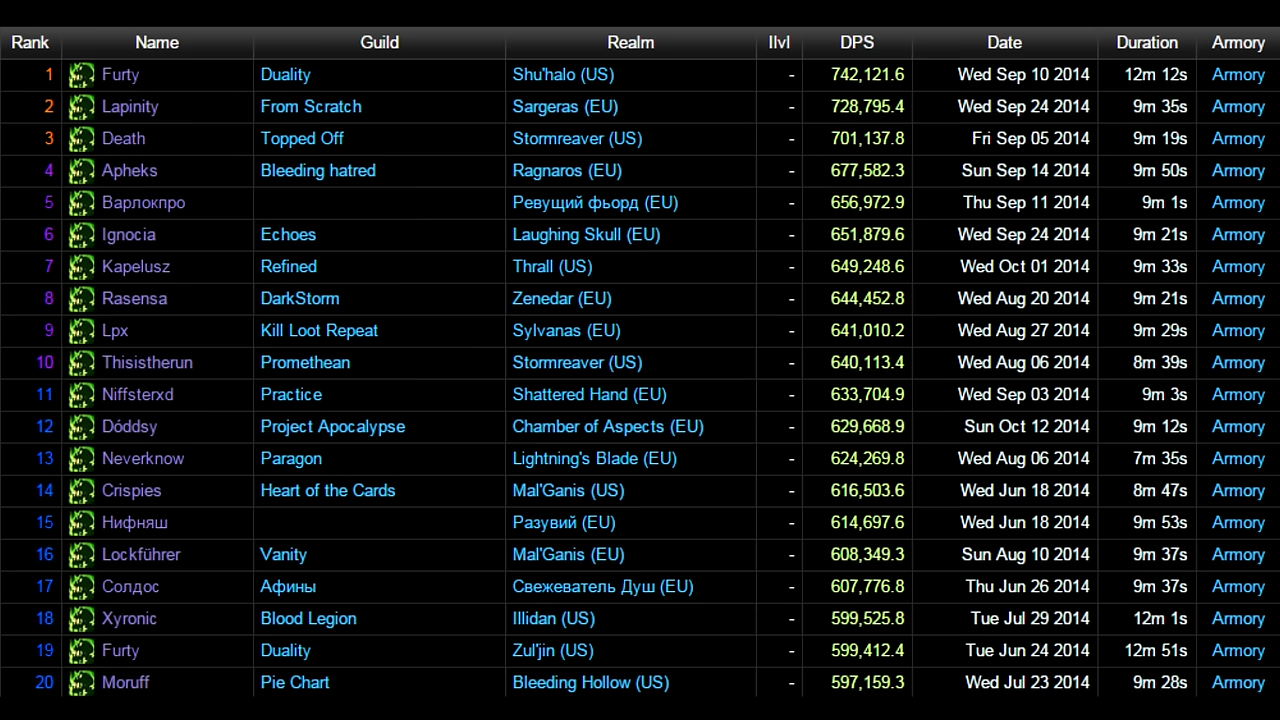 Rank Name Guild Realm Ilvl DPS Date Duration Armory
1 Furty Duality Shu'halo (US) - 742,121.6 Wed Sep 10 2014 12m 12s Armory
2 Lapinity From Scratch Sargeras (EU) - 728,795.4 Wed Sep 24 2014 9m 35s Armory
3 Death Topped Off Stormreaver (US) - 701,137.8 Fri Sep 05 2014 9m 19s Armory
4 Apheks Bleeding hatred Ragnaros (EU) - 677,582.3 Sun Sep 14 2014 9m 50s Armory
5 Варлокпро Ревущий фьорд (EU) - 656,972.9 Thu Sep 11 2014 9m 1s Armory
6 Ignocia Echoes Laughing Skull (EU) - 651,879.6 Wed Sep 24 2014 9m 21s Armory
7 Kapelusz Refined Thrall (US) - 649,248.6 Wed Oct 01 2014 9m 33s Armory
8 Rasensa DarkStorm Zenedar (EU) - 644,452.8 Wed Aug 20 2014 9m 21s Armory
9 Lpx Kill Loot Repeat Sylvanas (EU) - 641,010.2 Wed Aug 27 2014 9m 29s Armory
10 Thisistherun Promethean Stormreaver (US) - 640,113.4 Wed Aug 06 2014 8m 39s Armory
11 Niffsterxd Practice Shattered Hand (EU) - 633,704.9 Wed Sep 03 2014 9m 3s Armory
12 Dóddsy Project Apocalypse Chamber of Aspects (EU) - 629,668.9 Sun Oct 12 2014 9m 12s Armory
13 Neverknow Paragon Lightning's Blade (EU) - 624,269.8 Wed Aug 06 2014 7m 35s Armory
14 Crispies Heart of the Cards Mal'Ganis (US) - 616,503.6 Wed Jun 18 2014 8m 47s Armory
15 Нифняш Разувий (EU) - 614,697.6 Wed Jun 18 2014 9m 53s Armory
16 Lockführer Vanity Mal'Ganis (EU) - 608,349.3 Sun Aug 10 2014 9m 37s Armory
17 Солдос Афины Свежеватель Душ (EU) - 607,776.8 Thu Jun 26 2014 9m 37s Armory
18 Xyronic Blood Legion Illidan (US) - 599,525.8 Tue Jul 29 2014 12m 1s Armory
19 Furty Duality Zul'jin (US) - 599,412.4 Tue Jun 24 2014 12m 51s Armory
20 Moruff Pie Chart Bleeding Hollow (US) - 597,159.3 Wed Jul 23 2014 9m 28s Armory